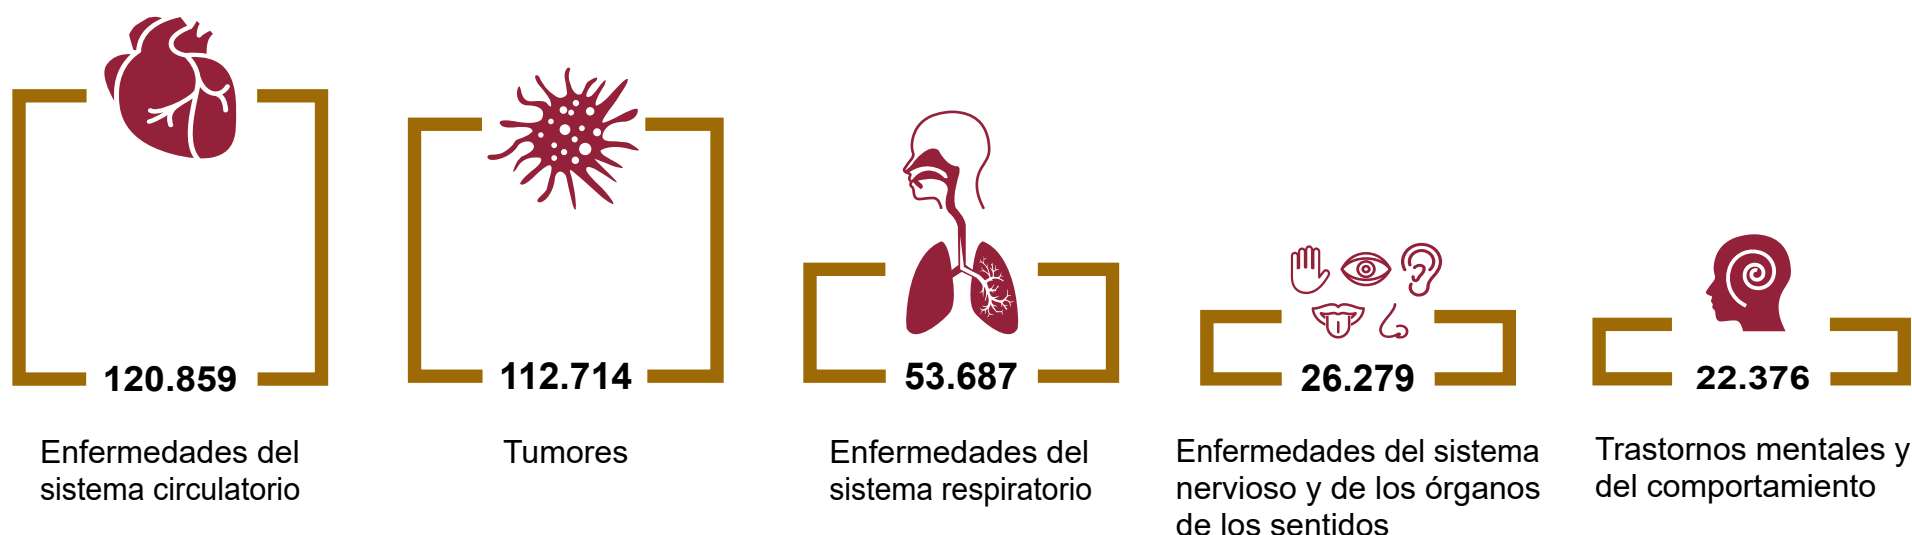 120.859
Enfermedades del
sistema circulatorio
112.714
Tumores
53.687
Enfermedades del
sistema respiratorio
26.279
Enfermedades del sistema
nervioso y de los órganos
de los sentidos
22.376
Trastornos mentales y
del comportamiento